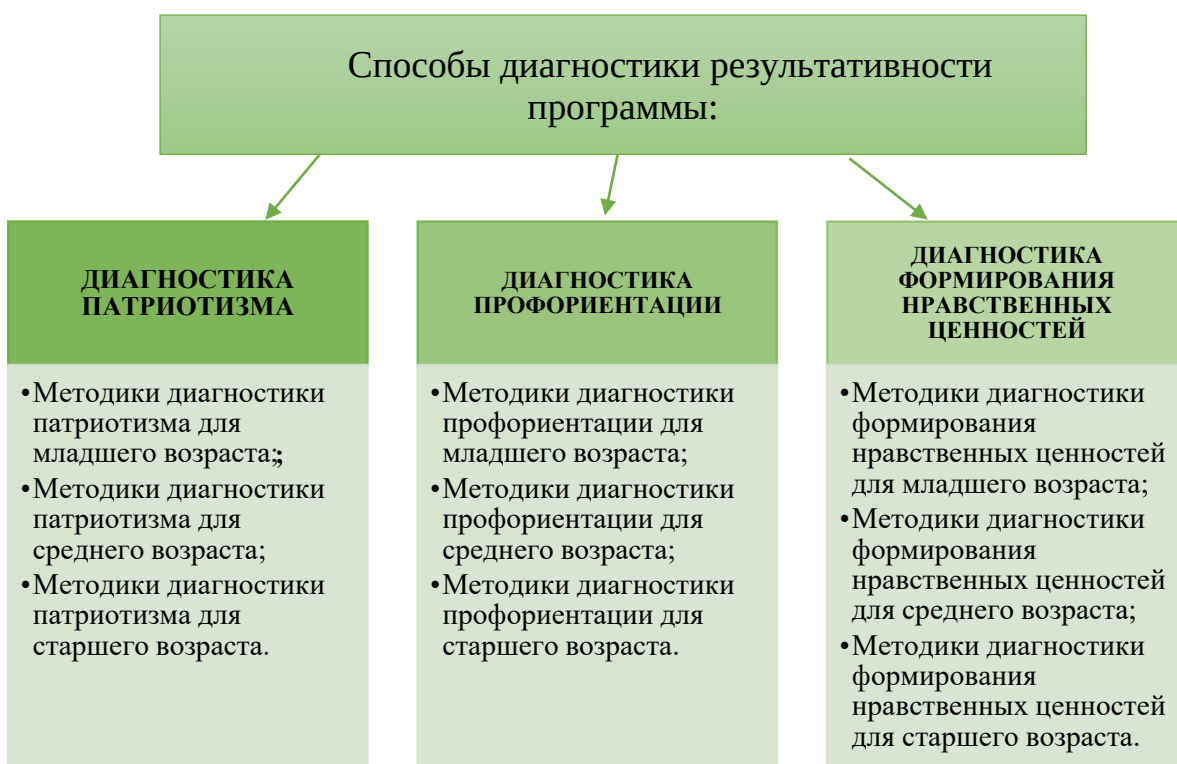 Способы диагностики результативности
программы:
ДИАГНОСТИКА
ПАТРИОТИЗМА
•Методики диагностики
патриотизма для
младшего возраста;;
•Методики диагностики
патриотизма для
среднего возраста;
•Методики диагностики
патриотизма для
старшего возраста.
ДИАГНОСТИКА
ПРОФОРИЕНТАЦИИ
•Методики диагностики
профориентации для
младшего возраста;
•Методики диагностики
профориентации для
среднего возраста;
•Методики диагностики
профориентации для
старшего возраста.
ДИАГНОСТИКА
ФОРМИРОВАНИЯ
НРАВСТВЕННЫХ
ЦЕННОСТЕЙ
•Методики диагностики
формирования
нравственных ценностей
для младшего возраста;
•Методики диагностики
формирования
нравственных ценностей
для среднего возраста;
•Методики диагностики
формирования
нравственных ценностей
для старшего возраста.